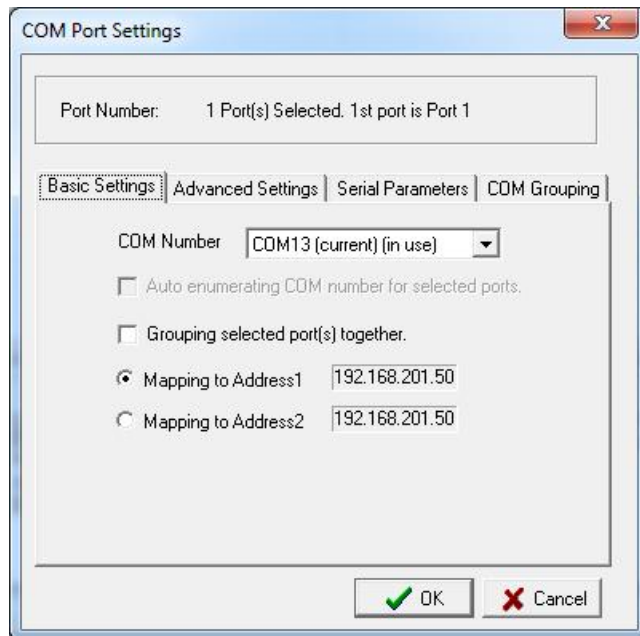 COM Port Settings
Port Number: 1 Port(s) Selected. 1st port is Port 1
Basic Settings Advanced Settings Serial Parameters COM Grouping
COM Number COM13 (current) (in use)
Auto enumerating COM number for selected ports.
Grouping selected port(s) together.
Mapping to Address1 192.168.201.50
Mapping to Address2 192.168.201.50
OK Cancel